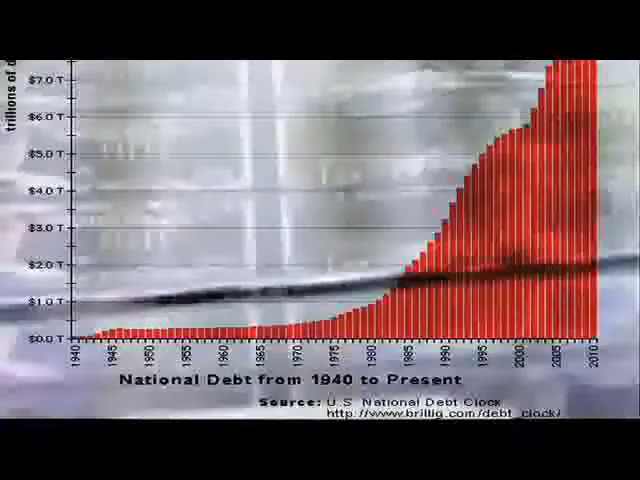 trillions of d
$7.0 T
$6.0 T
$5.0 T
$4.0 T
$3.0 T
$2.0 T
$1.0 T
$0.0 T
1940 1945 1950 1955 1960 1965 1970 1975 1980 1985 1990 1995 2000 2005 2010
National Debt from 1940 to Present
Source: U.S. National Debt Clock
http://www.brillig.com/debt_clock/